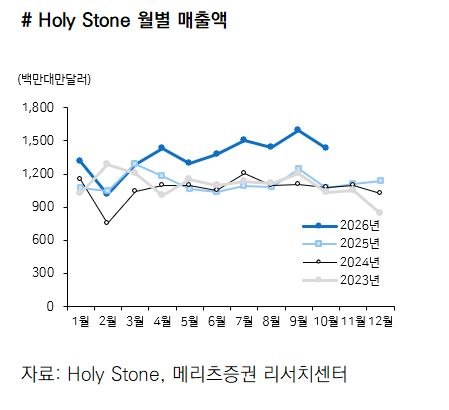 # Holy Stone 월별 매출액
(백만대만달러)
1,800
1,500
1,200
900
600
300
0
1월 2월 3월 4월 5월 6월 7월 8월 9월 10월 11월 12월
2026년
2025년
2024년
2023년
자료: Holy Stone, 메리츠증권 리서치센터